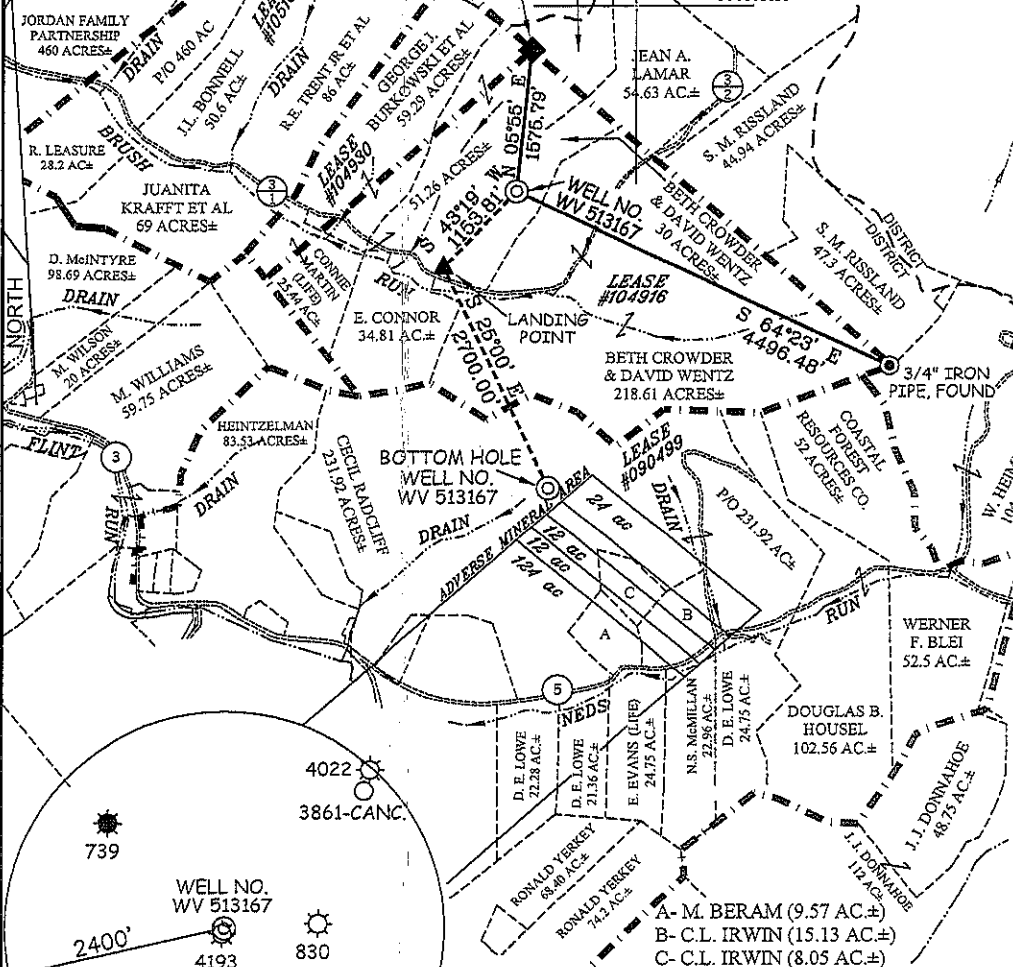 JORDAN FAMILY
PARTNERSHIP
460 ACRES±
DRAIN
P/O 460 AC
LEASE
J.L. BONNELL
50.6 AC±
DRAIN
R.E. TRENT JR ET AL
86 AC±
GEORGE J.
BURKOWSKI ET AL
59.29 ACRES±
JEAN A.
LAMAR
54.63 AC.±
3
2
S. M. RISSLAND
44.94 ACRES±
R. LEASURE
28.2 AC±
BRUSH
RUN
LEASE
#104930
51.26 ACRES±
N 05°55' E
1575.79'
S 43°19' W
1153.81'
WELL NO.
WV 513167
BETH CROWDER
& DAVID WENTZ
30 ACRES±
DISTRICT
DISTRICT
S. M. RISSLAND
47.3 ACRES±
JUANITA
KRAFFT ET AL
69 ACRES±
3
1
D. McINTYRE
98.69 ACRES±
DRAIN
NORTH
CONNIE
MARTIN
(LIFE)
25.44 AC±
E. CONNOR
34.81 AC.±
LANDING
POINT
LEASE
#104916
S 64°23' E
4496.48'
3/4" IRON
PIPE, FOUND
M. WILSON
20 ACRES±
M. WILLIAMS
59.75 ACRES±
S 25°00' E
2700.00'
BETH CROWDER
& DAVID WENTZ
218.61 ACRES±
COASTAL
FOREST
RESOURCES CO.
52 ACRES±
W. HEIM
HEINTZELMAN
83.53 ACRES±
FLINT
RUN
3
DRAIN
CECIL RADCLIFF
231.92 ACRES±
BOTTOM HOLE
WELL NO.
WV 513167
DRAIN
LEASE
#090499
DRAIN
P/O 231.92 AC±
ADVERSE MINERAL AREA
24 ac
12 ac
12 ac
124 ac
C
B
A
RUN
WERNER
F. BLEI
52.5 AC.±
5
NEDS
D. E. LOWE
22.28 AC.±
D. E. LOWE
21.36 AC.±
E. EVANS (LIFE)
24.75 AC.±
N.S. McMILLAN
22.96 AC.±
D. E. LOWE
24.75 AC.±
DOUGLAS B.
HOUSEL
102.56 AC.±
J. J. DONNAHOE
48.75 AC±
J. J. DONNAHOE
112 AC±
4022
3861-CANC.
739
WELL NO.
WV 513167
2400'
4193
830
RONALD YERKEY
68.40 AC.±
RONALD YERKEY
74.2 AC.±
A- M. BERAM (9.57 AC.±)
B- C.L. IRWIN (15.13 AC.±)
C- C.L. IRWIN (8.05 AC.±)